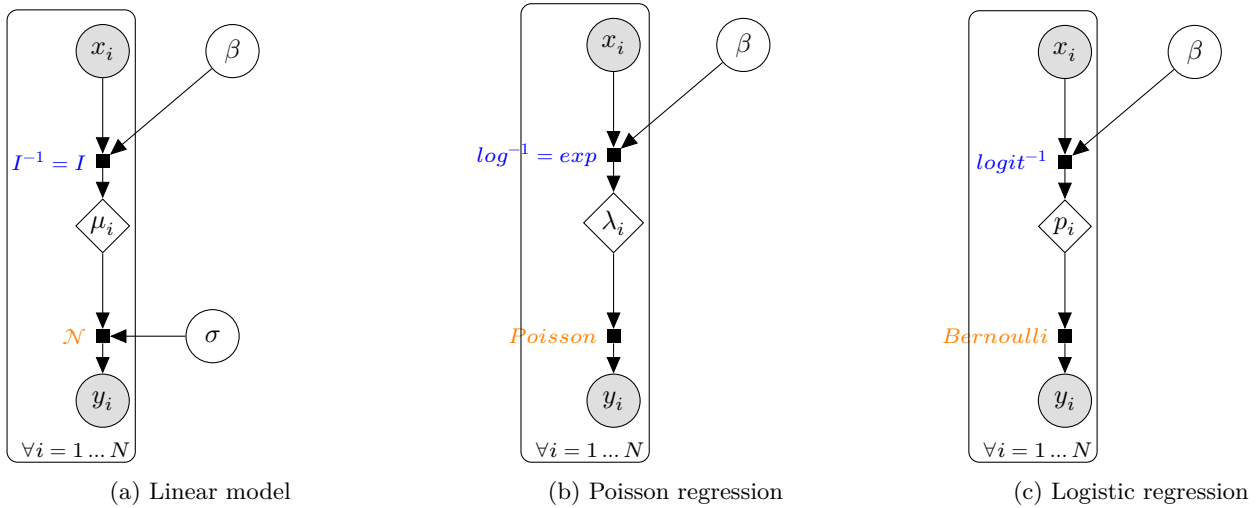 x_i
β
I⁻¹ = I
μ_i
𝒩
σ
y_i
∀i = 1 ... N
(a) Linear model
x_i
β
log⁻¹ = exp
λ_i
Poisson
y_i
∀i = 1 ... N
(b) Poisson regression
x_i
β
logit⁻¹
p_i
Bernoulli
y_i
∀i = 1 ... N
(c) Logistic regression